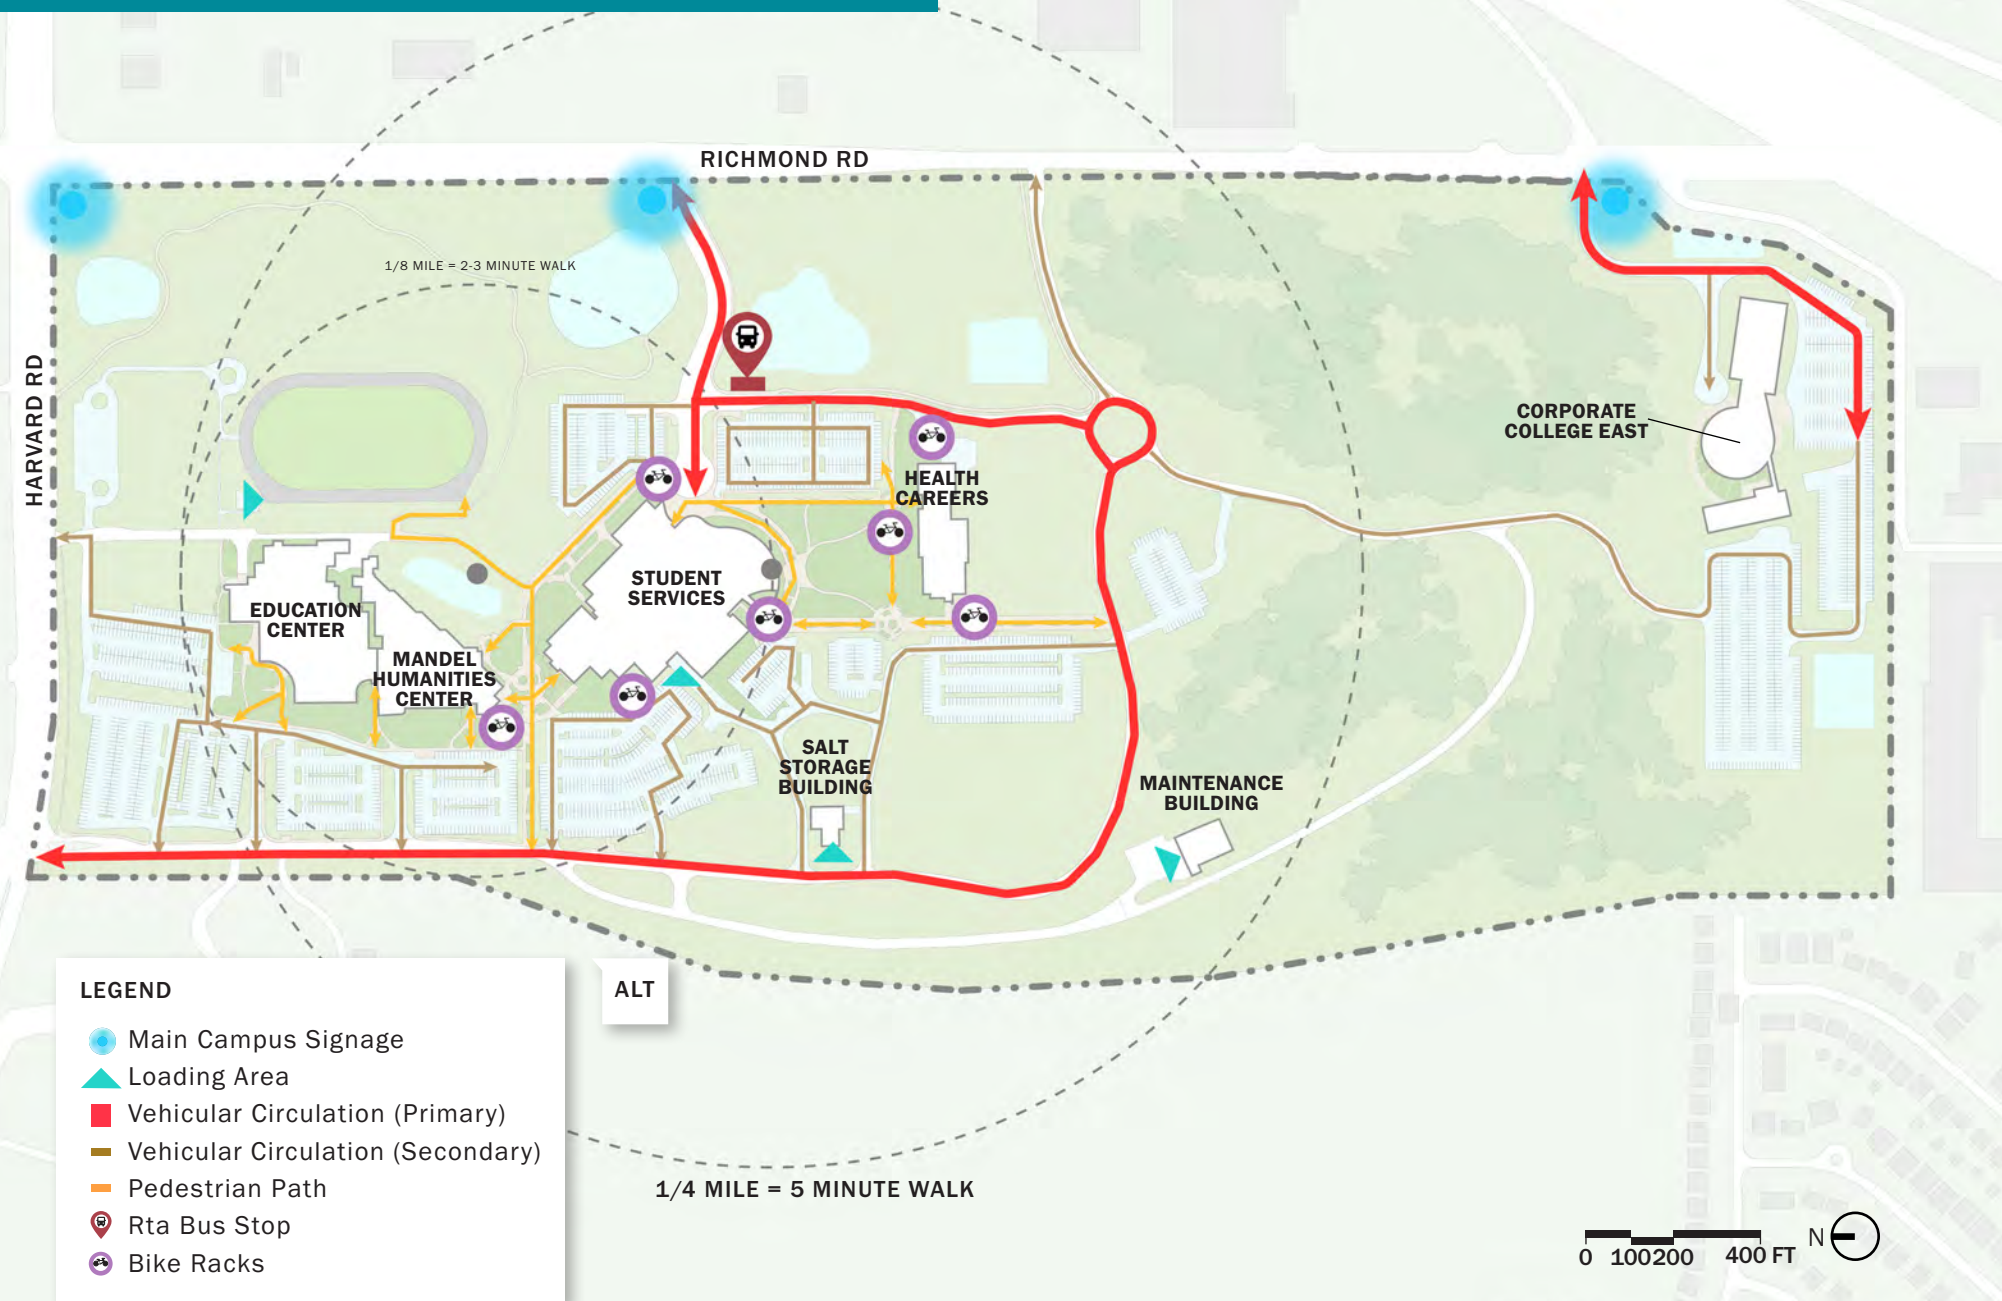 RICHMOND RD
1/8 MILE = 2-3 MINUTE WALK
HARVARD RD
CORPORATE
COLLEGE EAST
HEALTH
CAREERS
STUDENT
SERVICES
EDUCATION
CENTER
MANDEL
HUMANITIES
CENTER
SALT
STORAGE
BUILDING
MAINTENANCE
BUILDING
LEGEND
Main Campus Signage
Loading Area
Vehicular Circulation (Primary)
Vehicular Circulation (Secondary)
Pedestrian Path
Rta Bus Stop
Bike Racks
ALT
1/4 MILE = 5 MINUTE WALK
0 100 200 400 FT
N